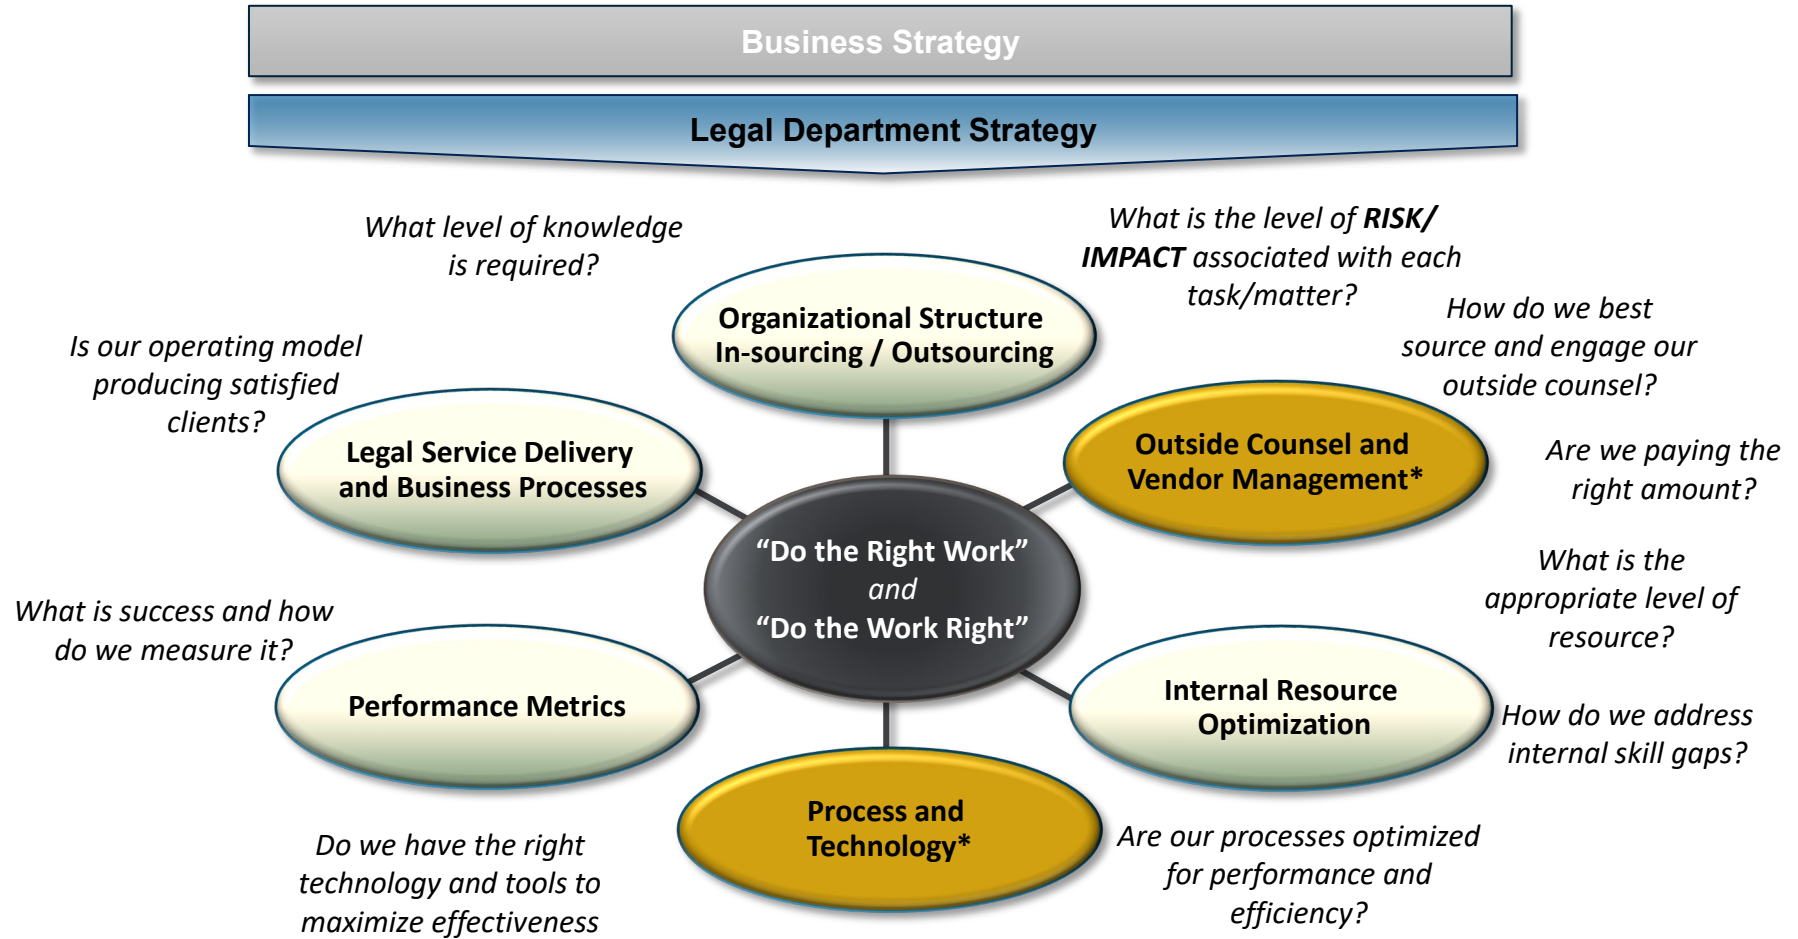 Business Strategy
Legal Department Strategy
What level of knowledge
is required?
What is the level of RISK/
IMPACT associated with each
task/matter?
Organizational Structure
In-sourcing / Outsourcing
How do we best
source and engage our
outside counsel?
Is our operating model
producing satisfied
clients?
Legal Service Delivery
and Business Processes
Outside Counsel and
Vendor Management*
Are we paying the
right amount?
“Do the Right Work”
and
“Do the Work Right”
What is the
appropriate level of
resource?
What is success and how
do we measure it?
Performance Metrics
Internal Resource
Optimization
How do we address
internal skill gaps?
Process and
Technology*
Do we have the right
technology and tools to
maximize effectiveness
Are our processes optimized
for performance and
efficiency?